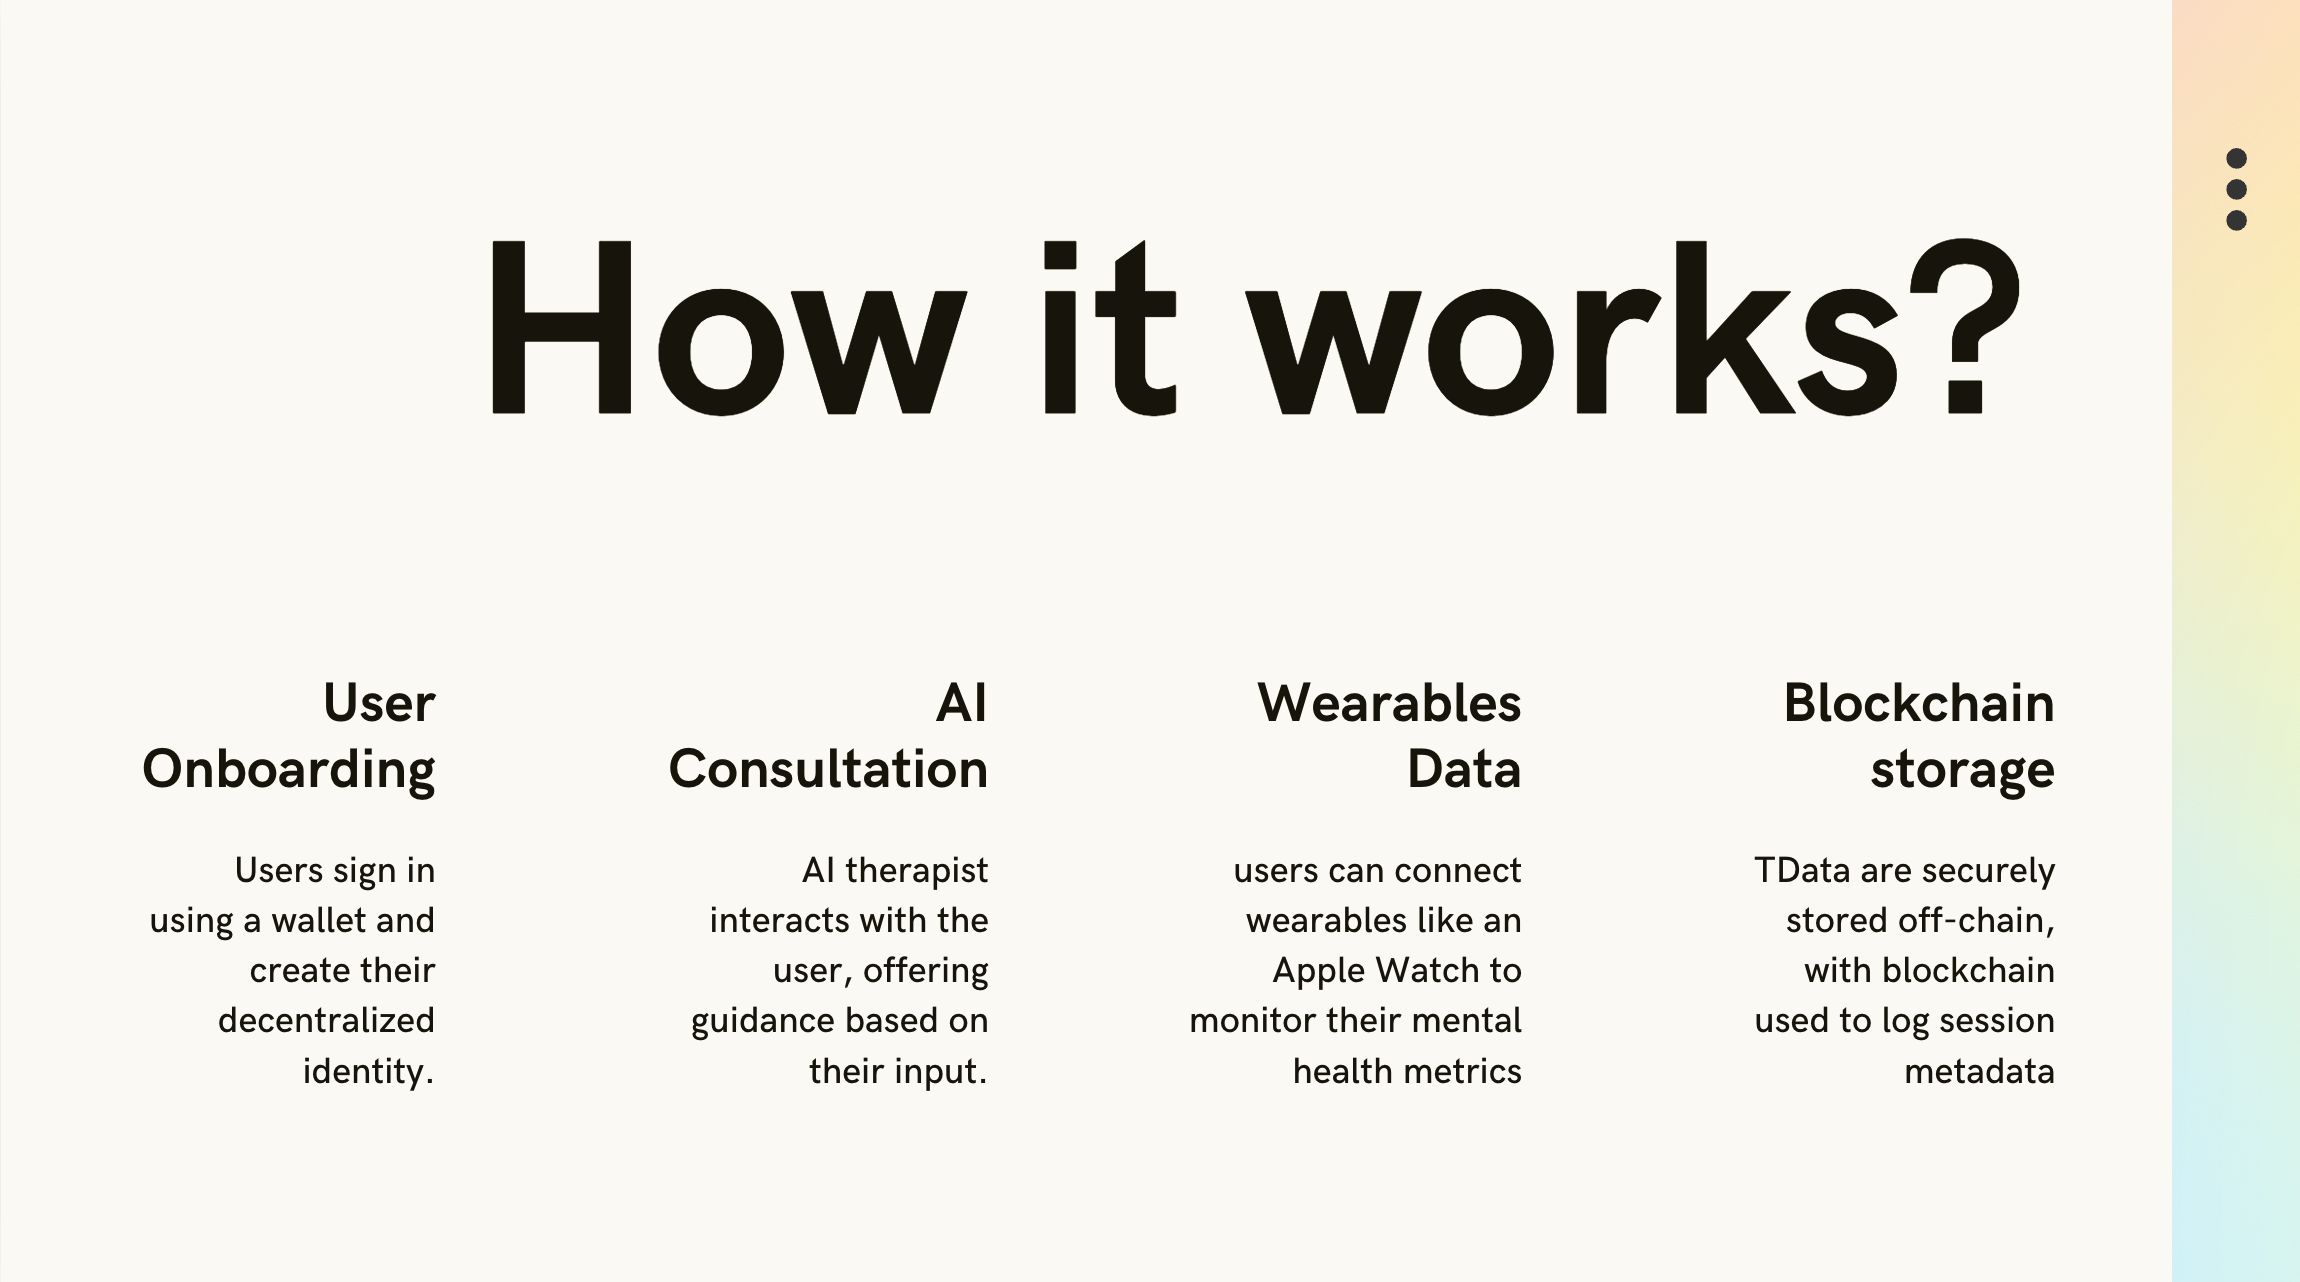 How it works?
User
Onboarding
Users sign in
using a wallet and
create their
decentralized
identity.
AI
Consultation
AI therapist
interacts with the
user, offering
guidance based on
their input.
Wearables
Data
users can connect
wearables like an
Apple Watch to
monitor their mental
health metrics
Blockchain
storage
TData are securely
stored off-chain,
with blockchain
used to log session
metadata